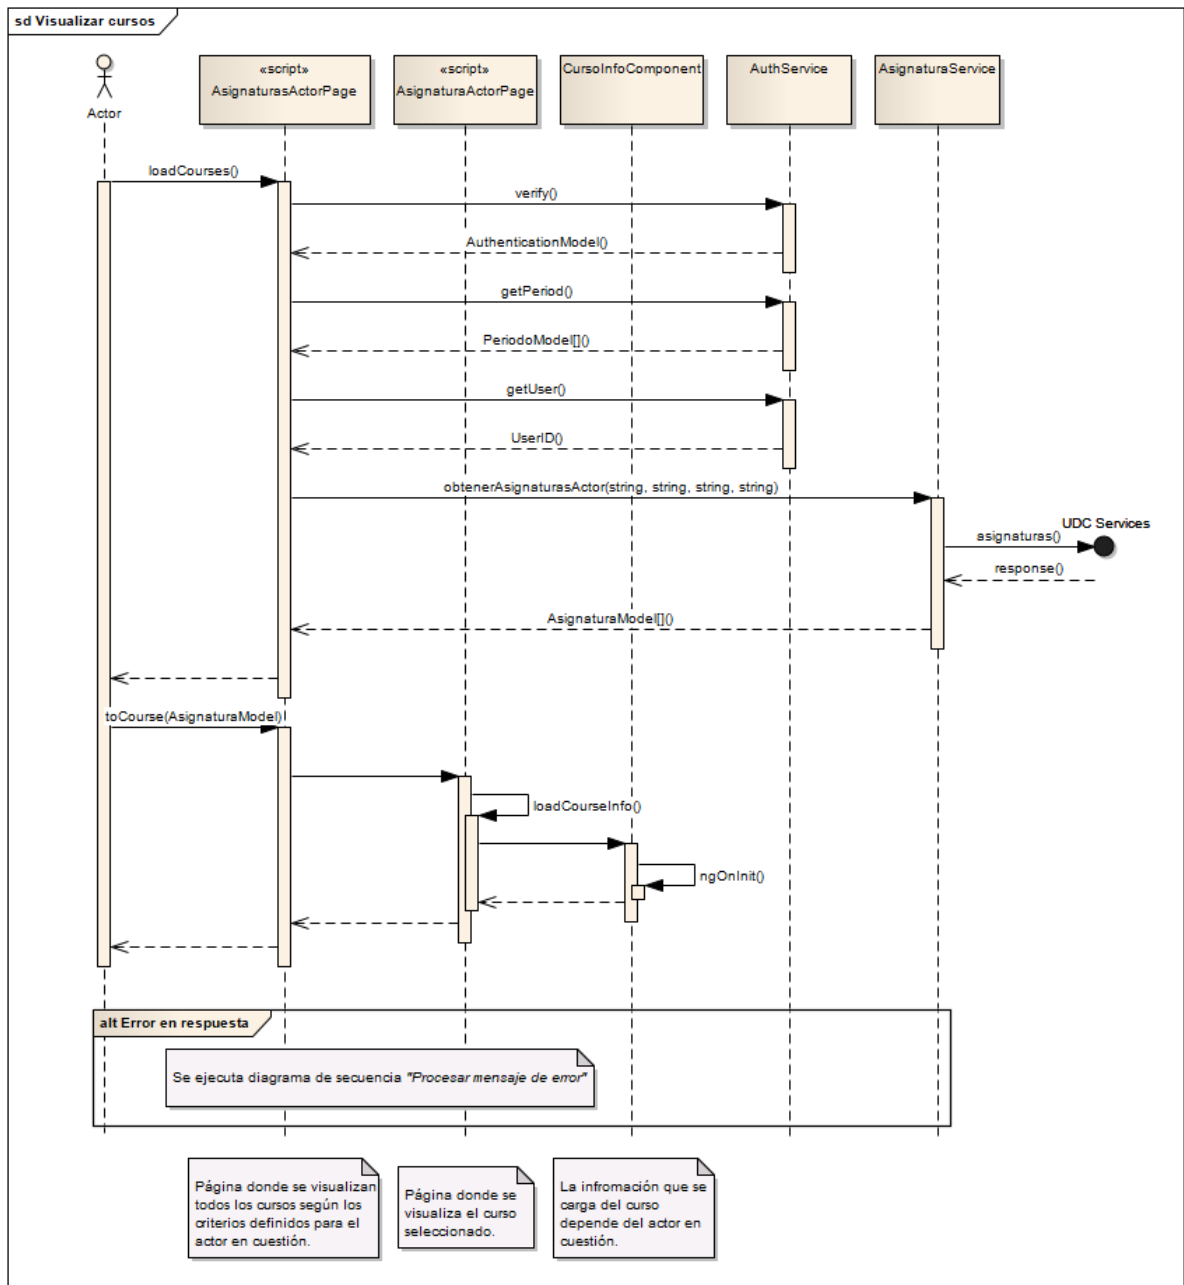 sd Visualizar cursos
Actor
«script»
AsignaturasActorPage
«script»
AsignaturaActorPage
CursoInfoComponent
AuthService
AsignaturaService
loadCourses()
verify()
AuthenticationModel()
getPeriod()
PeriodoModel[]()
getUser()
UserID()
obtenerAsignaturasActor(string, string, string, string)
UDC Services
asignaturas()
response()
AsignaturaModel[]()
toCourse(AsignaturaModel)
loadCourseInfo()
ngOnInit()
alt Error en respuesta
Se ejecuta diagrama de secuencia "Procesar mensaje de error"
Página donde se visualizan
todos los cursos según los
criterios definidos para el
actor en cuestión.
Página donde se
visualiza el curso
seleccionado.
La infromación que se
carga del curso
depende del actor en
cuestión.